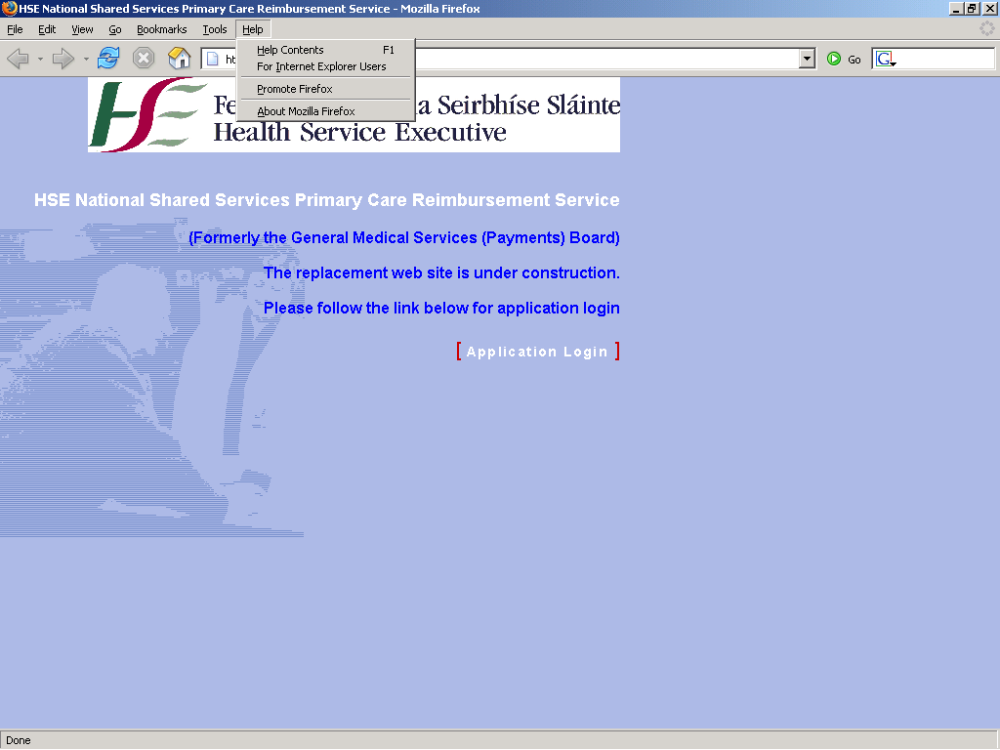 HSE National Shared Services Primary Care Reimbursement Service - Mozilla Firefox
File Edit View Go Bookmarks Tools Help
Help Contents F1
For Internet Explorer Users
Promote Firefox
About Mozilla Firefox
ht
Go
G
Fe a Seirbhíse Sláinte
Health Service Executive
HSE National Shared Services Primary Care Reimbursement Service
(Formerly the General Medical Services (Payments) Board)
The replacement web site is under construction.
Please follow the link below for application login
[ Application Login ]
Done